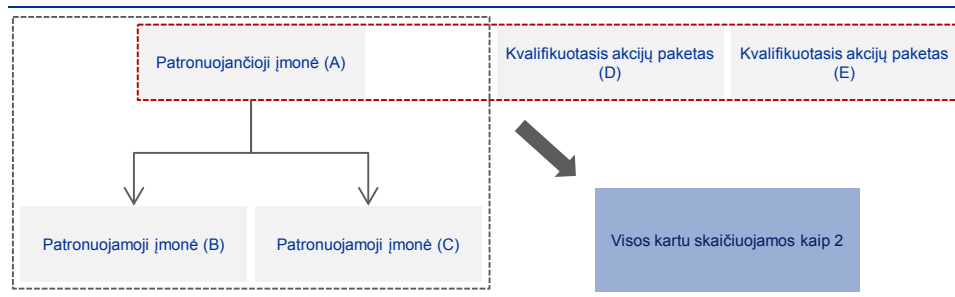 Patronuojančioji įmonė (A)
Kvalifikuotasis akcijų paketas
(D)
Kvalifikuotasis akcijų paketas
(E)
Patronuojamoji įmonė (B)
Patronuojamoji įmonė (C)
Visos kartu skaičiuojamos kaip 2